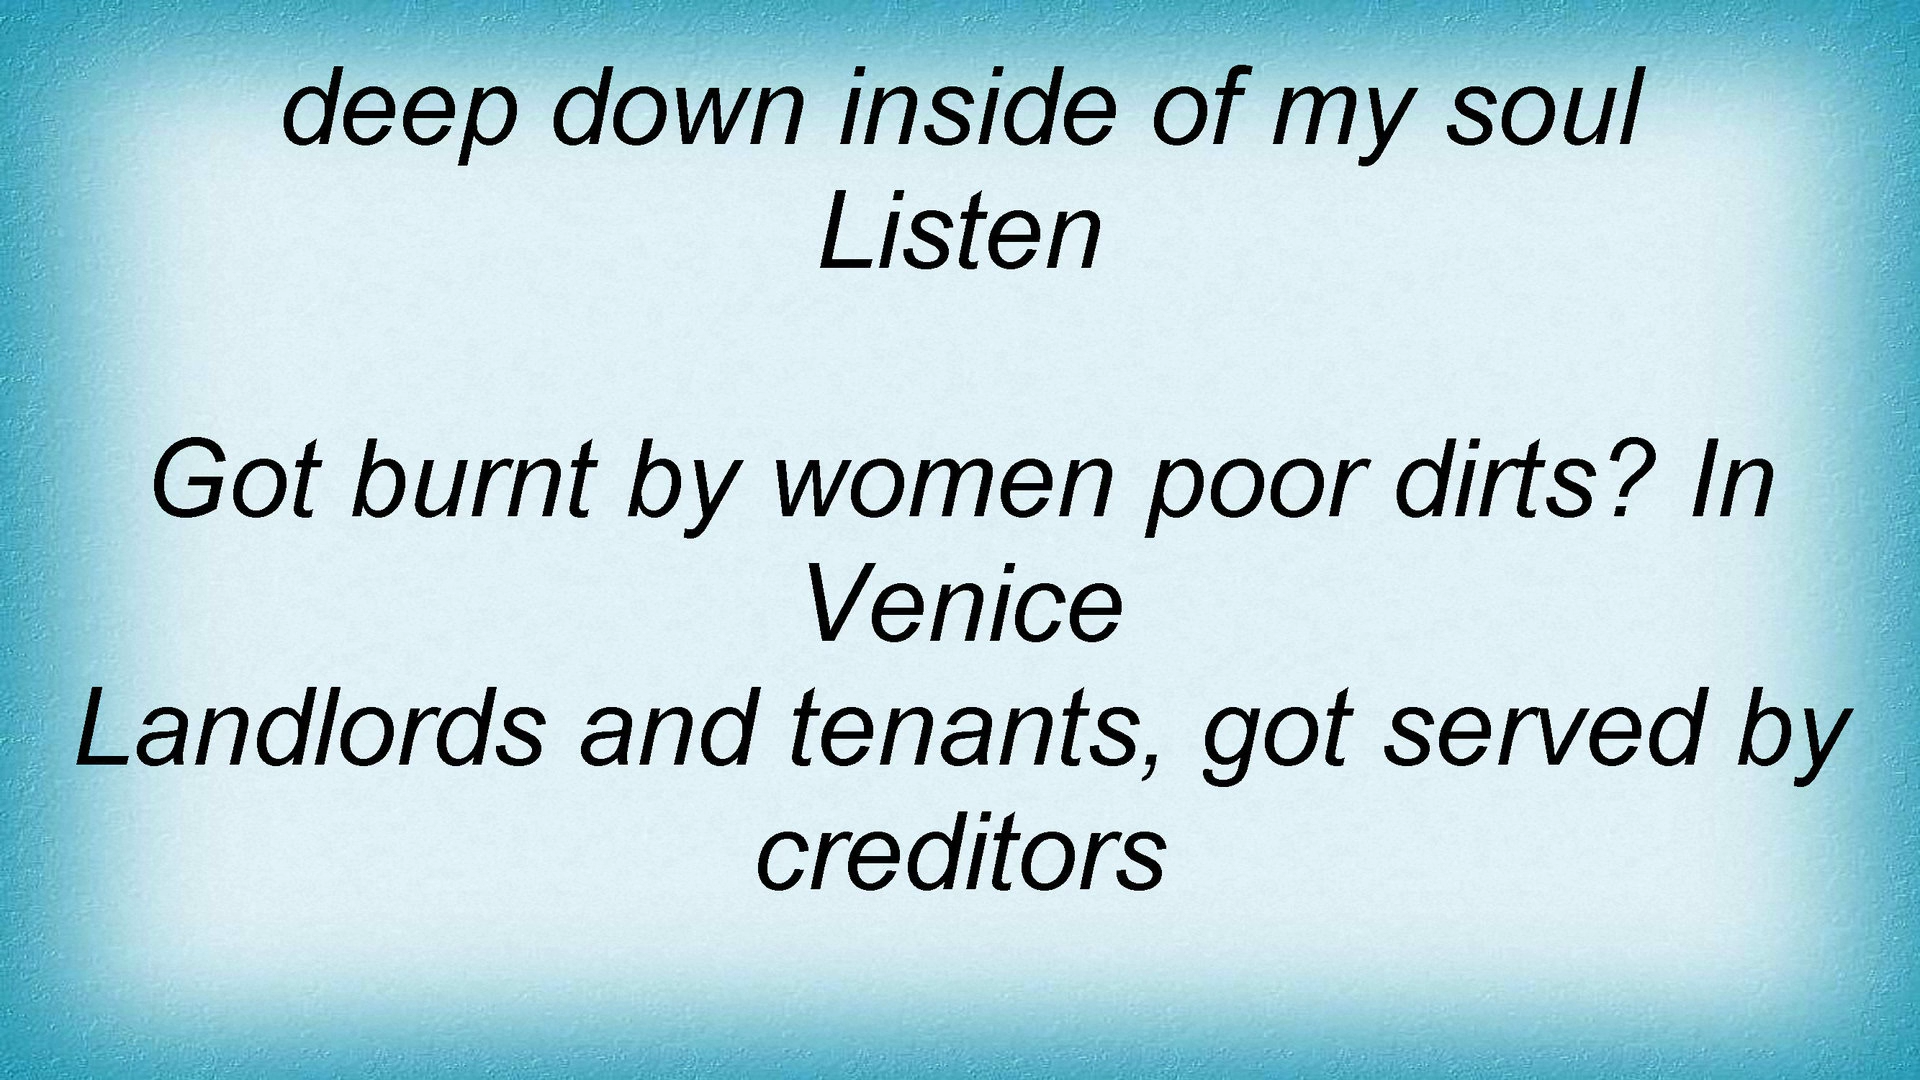 deep down inside of my soul
Listen
Got burnt by women poor dirts? In
Venice
Landlords and tenants, got served by
creditors